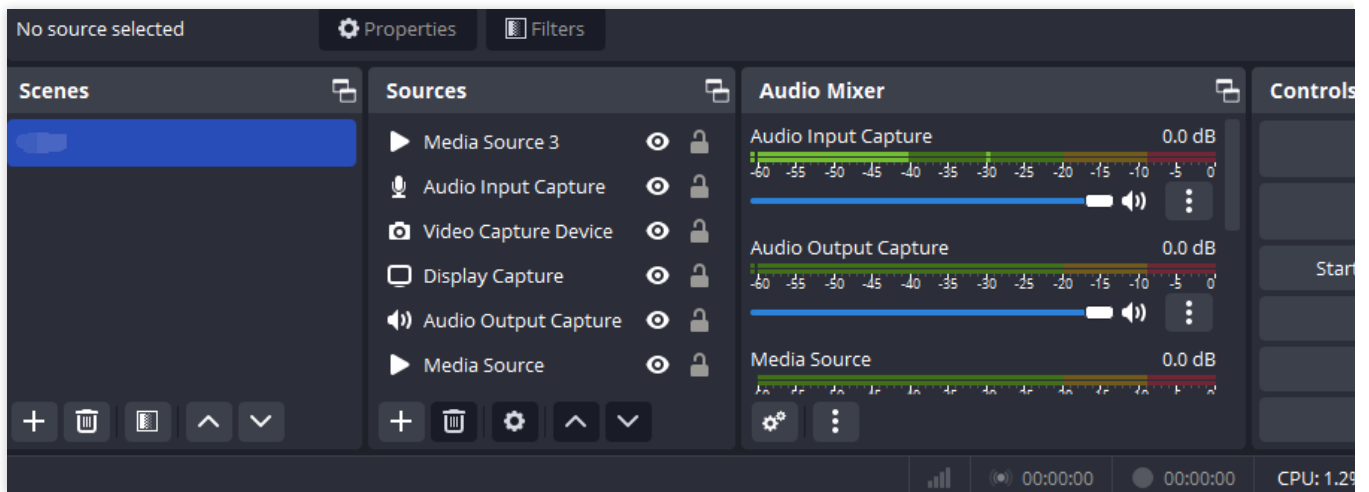 No source selected
Properties
Filters
Scenes
Sources
Media Source 3
Audio Input Capture
Video Capture Device
Display Capture
Audio Output Capture
Media Source
Audio Mixer
Audio Input Capture 0.0 dB
-60 -55 -50 -45 -40 -35 -30 -25 -20 -15 -10 -5 0
Audio Output Capture 0.0 dB
-60 -55 -50 -45 -40 -35 -30 -25 -20 -15 -10 -5 0
Media Source 0.0 dB
Controls
Start
00:00:00
00:00:00
CPU: 1.2%